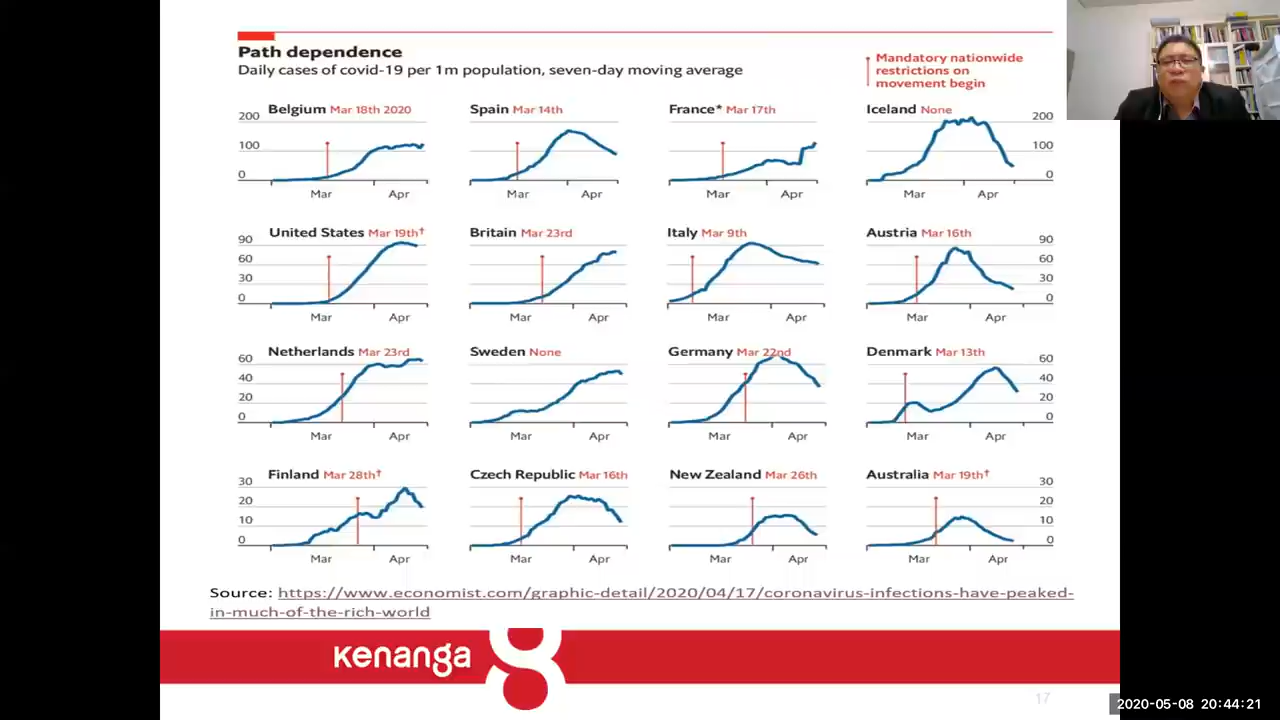 Path dependence
Daily cases of covid-19 per 1m population, seven-day moving average
Mandatory nationwide
restrictions on
movement begin
Belgium Mar 18th 2020
200
100
0
Mar Apr
Spain Mar 14th
Mar Apr
France* Mar 17th
Mar Apr
Iceland None
200
100
0
Mar Apr
United States Mar 19th†
90
60
30
0
Mar Apr
Britain Mar 23rd
Mar Apr
Italy Mar 9th
Mar Apr
Austria Mar 16th
90
60
30
0
Mar Apr
Netherlands Mar 23rd
60
40
20
0
Mar Apr
Sweden None
Mar Apr
Germany Mar 22nd
Mar Apr
Denmark Mar 13th
60
40
20
0
Mar Apr
Finland Mar 28th†
30
20
10
0
Mar Apr
Czech Republic Mar 16th
Mar Apr
New Zealand Mar 26th
Mar Apr
Australia Mar 19th†
30
20
10
0
Mar Apr
Source: https://www.economist.com/graphic-detail/2020/04/17/coronavirus-infections-have-peaked-
in-much-of-the-rich-world
kenanga
17
2020-05-08 20:44:21